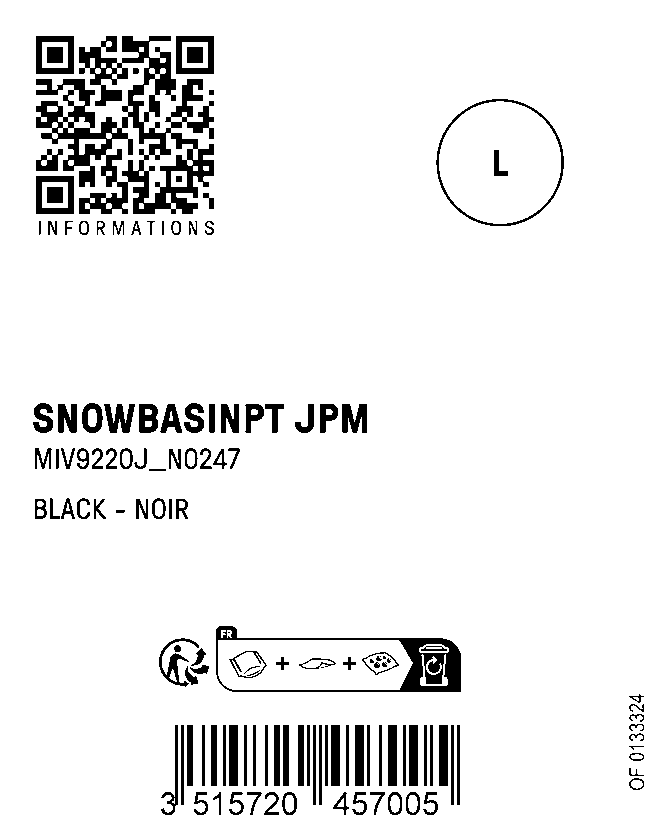 INFORMATIONS
L
SNOWBASINPT JPM
MIV9220J_N0247
BLACK - NOIR
FR
3 515720 457005
OF 0133324